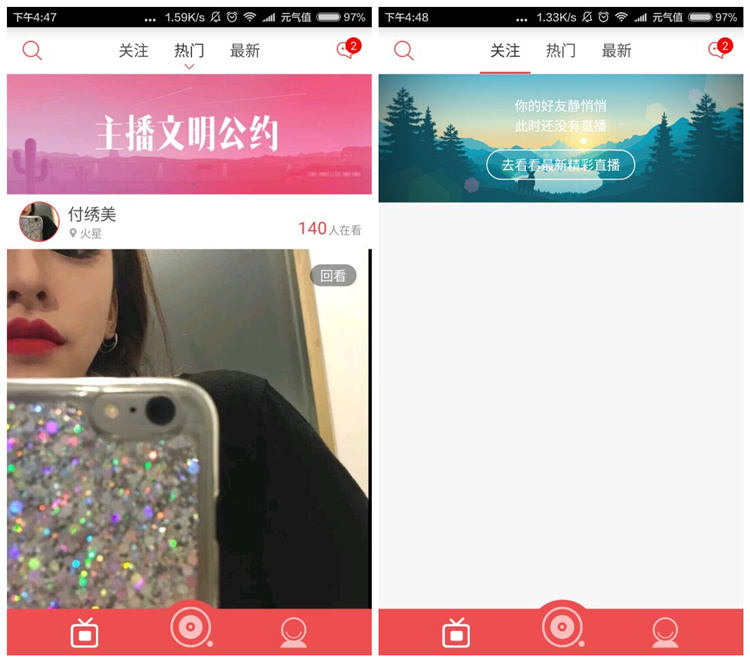 下午4:47
... 1.59K/s
元气值
97%
关注
热门
最新
2
主播文明公约
付绣美
火星
140人在看
回看
下午4:48
... 1.33K/s
元气值
97%
关注
热门
最新
2
你的好友静悄悄
此时还没有直播
去看看最新精彩直播